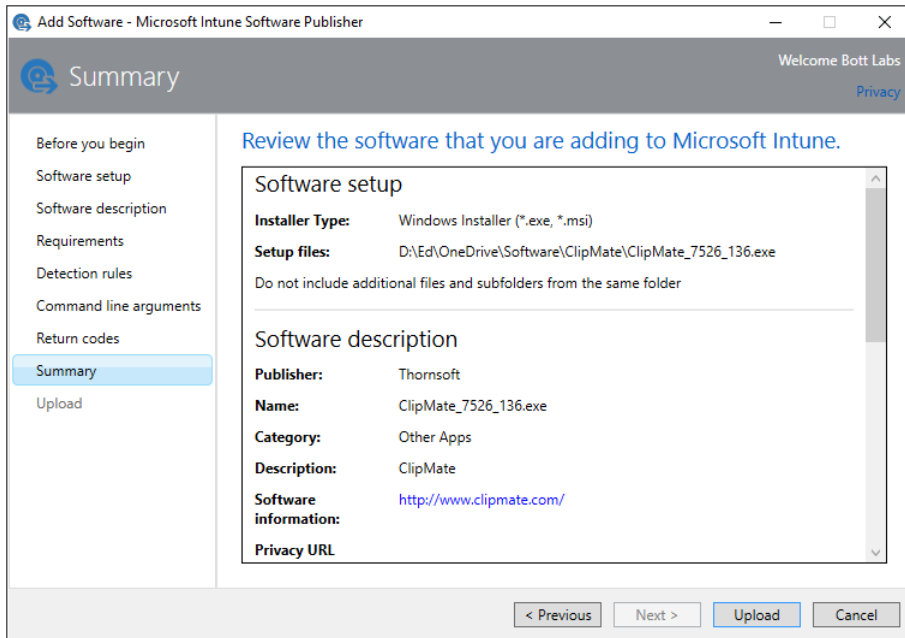 Add Software - Microsoft Intune Software Publisher
Summary
Welcome Bott Labs
Privacy
Before you begin
Software setup
Software description
Requirements
Detection rules
Command line arguments
Return codes
Summary
Upload
Review the software that you are adding to Microsoft Intune.
Software setup
Installer Type: Windows Installer (*.exe, *.msi)
Setup files: D:\Ed\OneDrive\Software\ClipMate\ClipMate_7526_136.exe
Do not include additional files and subfolders from the same folder
Software description
Publisher: Thornsoft
Name: ClipMate_7526_136.exe
Category: Other Apps
Description: ClipMate
Software http://www.clipmate.com/
information:
Privacy URL
< Previous Next > Upload Cancel